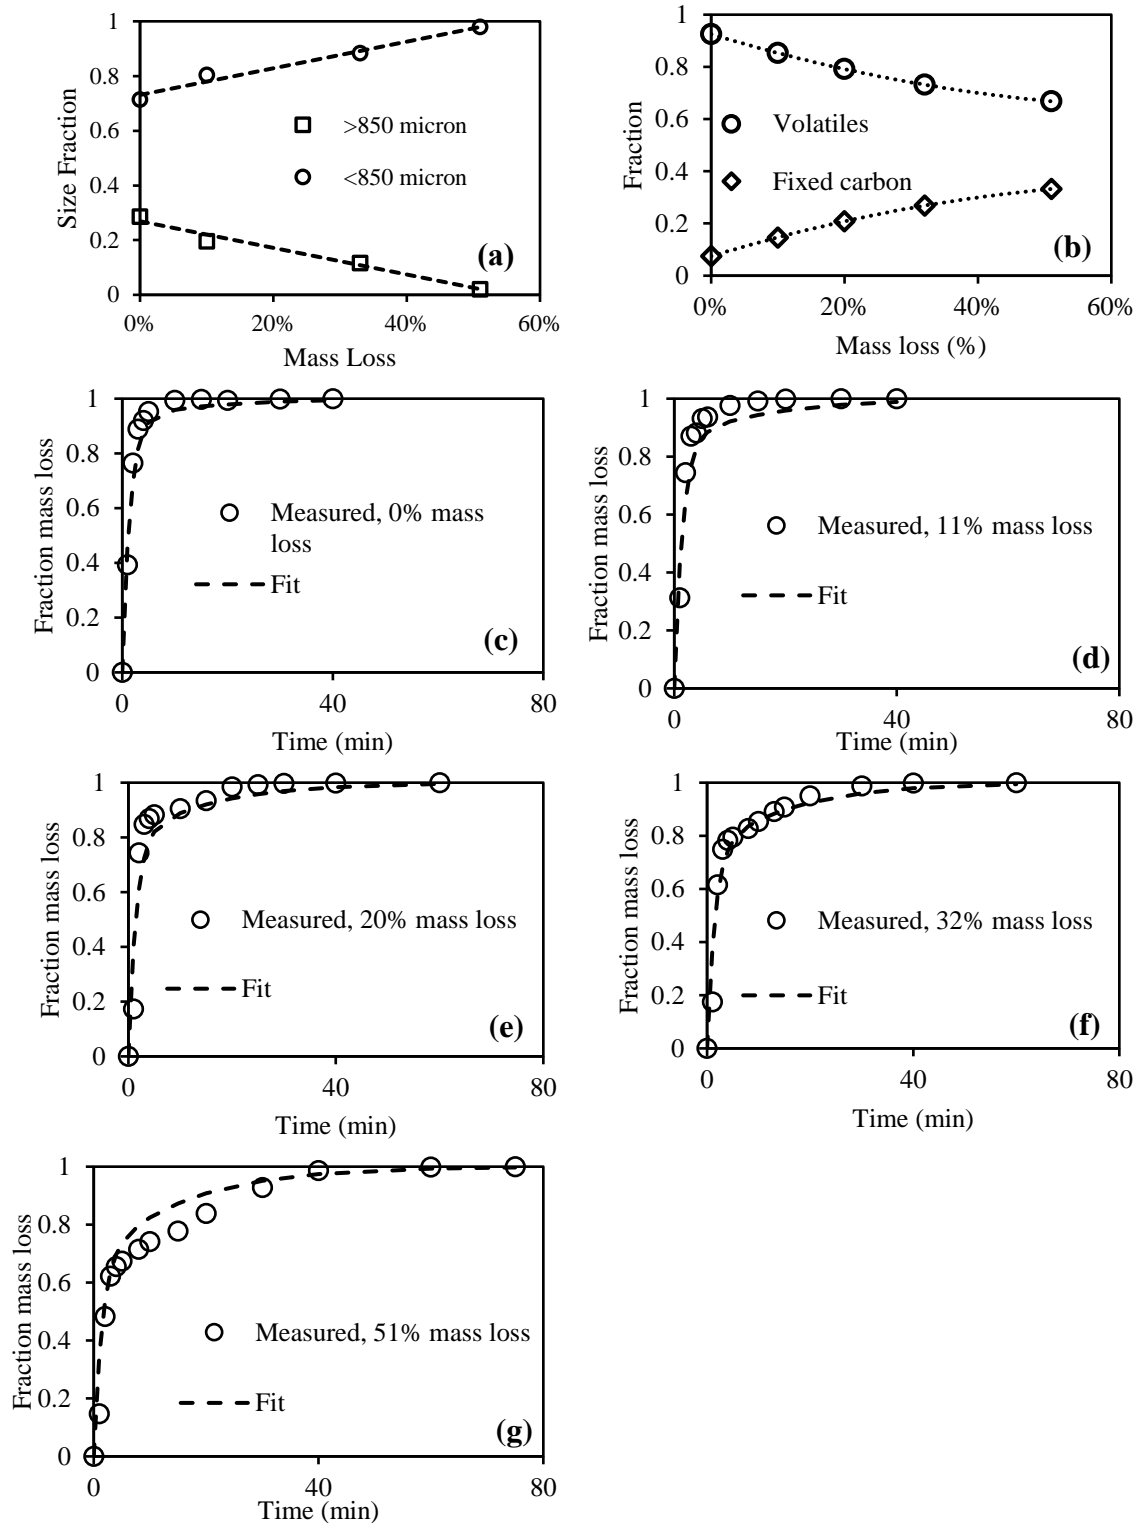 1
0.8
0.6
0.4
0.2
0
Size Fraction
>850 micron
<850 micron
(a)
0%
20%
40%
60%
Mass Loss
1
0.8
0.6
0.4
0.2
0
Fraction
Volatiles
Fixed carbon
(b)
0%
20%
40%
60%
Mass loss (%)
1
0.8
0.6
0.4
0.2
0
Fraction mass loss
Measured, 0% mass
loss
Fit
(c)
0
40
80
Time (min)
1
0.8
0.6
0.4
0.2
0
Fraction mass loss
Measured, 11% mass loss
Fit
(d)
0
40
80
Time (min)
1
0.8
0.6
0.4
0.2
0
Fraction mass loss
Measured, 20% mass loss
Fit
(e)
0
40
80
Time (min)
1
0.8
0.6
0.4
0.2
0
Fraction mass loss
Measured, 32% mass loss
Fit
(f)
0
40
80
Time (min)
1
0.8
0.6
0.4
0.2
0
Fraction mass loss
Measured, 51% mass loss
Fit
(g)
0
40
80
Time (min)